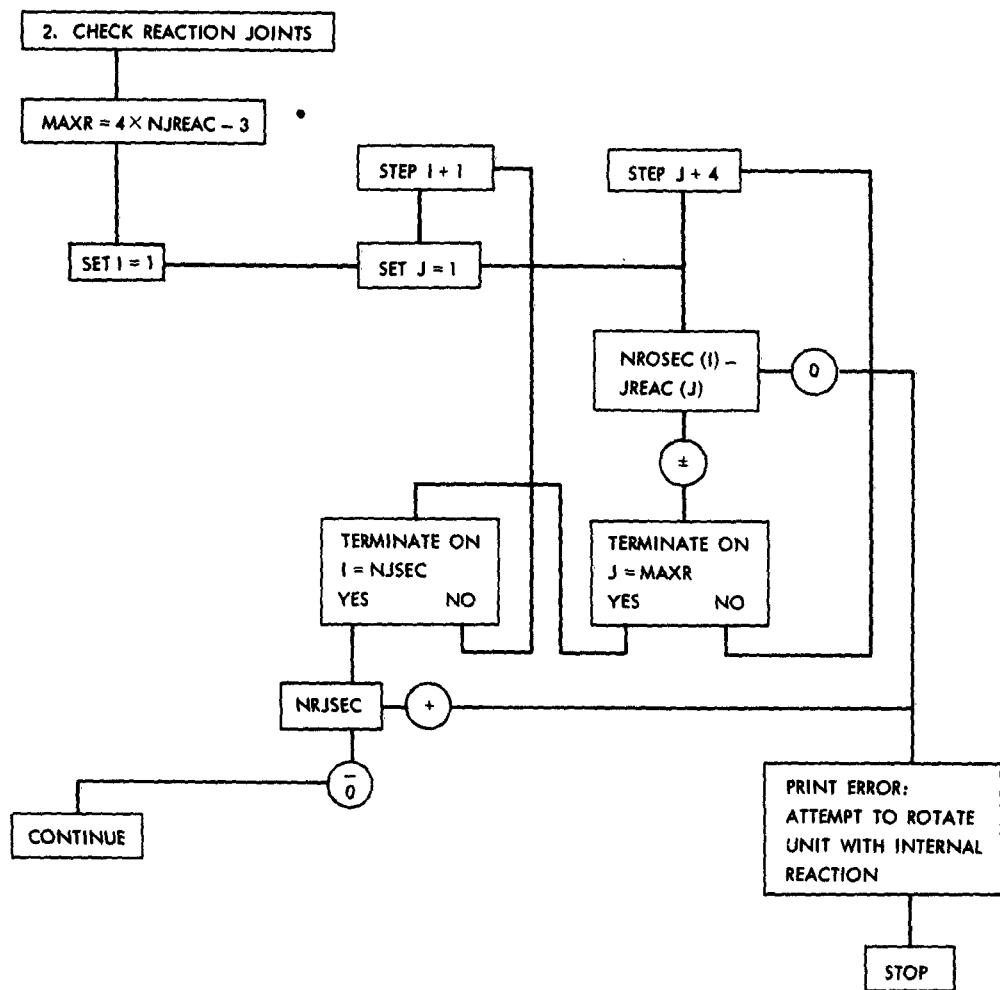 2. CHECK REACTION JOINTS
MAXR = 4 × NJREAC – 3
STEP I + 1
STEP J + 4
SET I = 1
SET J = 1
NROSEC (I) –
JREAC (J)
0
±
TERMINATE ON
I = NJSEC
YES NO
TERMINATE ON
J = MAXR
YES NO
NRJSEC
+
–
0
CONTINUE
PRINT ERROR:
ATTEMPT TO ROTATE
UNIT WITH INTERNAL
REACTION
STOP